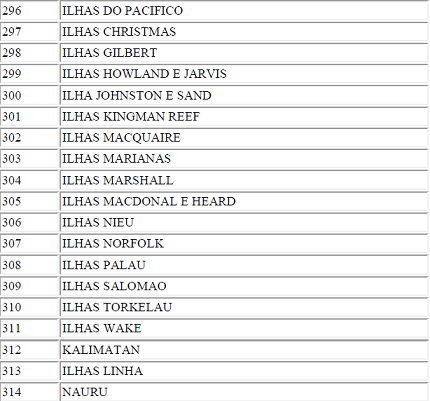 296 ILHAS DO PACIFICO
297 ILHAS CHRISTMAS
298 ILHAS GILBERT
299 ILHAS HOWLAND E JARVIS
300 ILHA JOHNSTON E SAND
301 ILHAS KINGMAN REEF
302 ILHAS MACQUAIRE
303 ILHAS MARIANAS
304 ILHAS MARSHALL
305 ILHAS MACDONAL E HEARD
306 ILHAS NIEU
307 ILHAS NORFOLK
308 ILHAS PALAU
309 ILHAS SALOMAO
310 ILHAS TORKELAU
311 ILHAS WAKE
312 KALIMATAN
313 ILHAS LINHA
314 NAURU